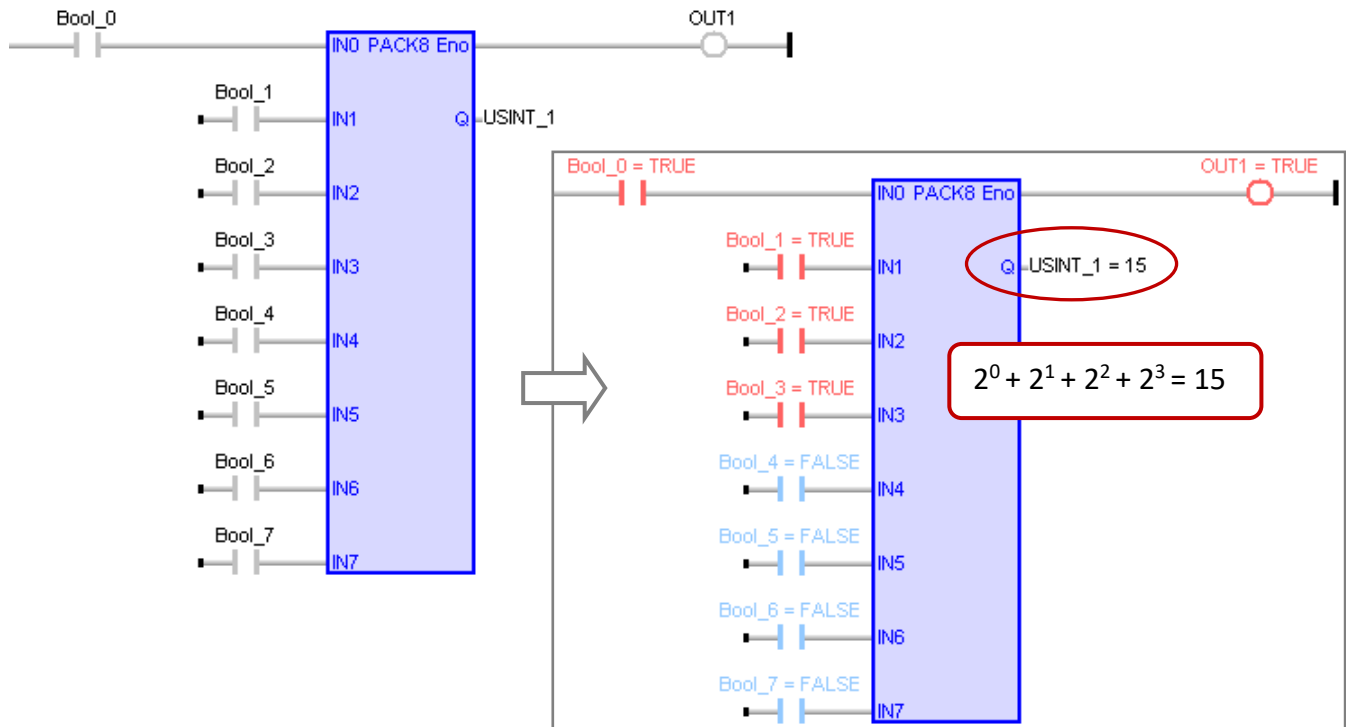 Bool_0 OUT1
IN0 PACK8 Eno
Bool_1
IN1 Q USINT_1
Bool_2
IN2
Bool_3
IN3
Bool_4
IN4
Bool_5
IN5
Bool_6
IN6
Bool_7
IN7
Bool_0 = TRUE OUT1 = TRUE
IN0 PACK8 Eno
Bool_1 = TRUE
IN1 Q USINT_1 = 15
Bool_2 = TRUE
IN2
2⁰ + 2¹ + 2² + 2³ = 15
Bool_3 = TRUE
IN3
Bool_4 = FALSE
IN4
Bool_5 = FALSE
IN5
Bool_6 = FALSE
IN6
Bool_7 = FALSE
IN7